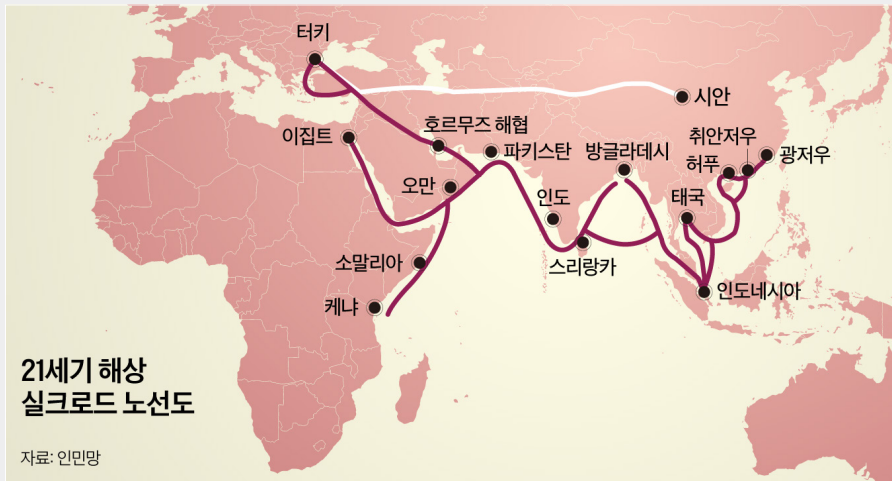 터키
시안
이집트
호르무즈 해협
파키스탄
방글라데시
취안저우
허푸
광저우
오만
인도
태국
소말리아
스리랑카
케냐
인도네시아
21세기 해상
실크로드 노선도
자료: 인민망